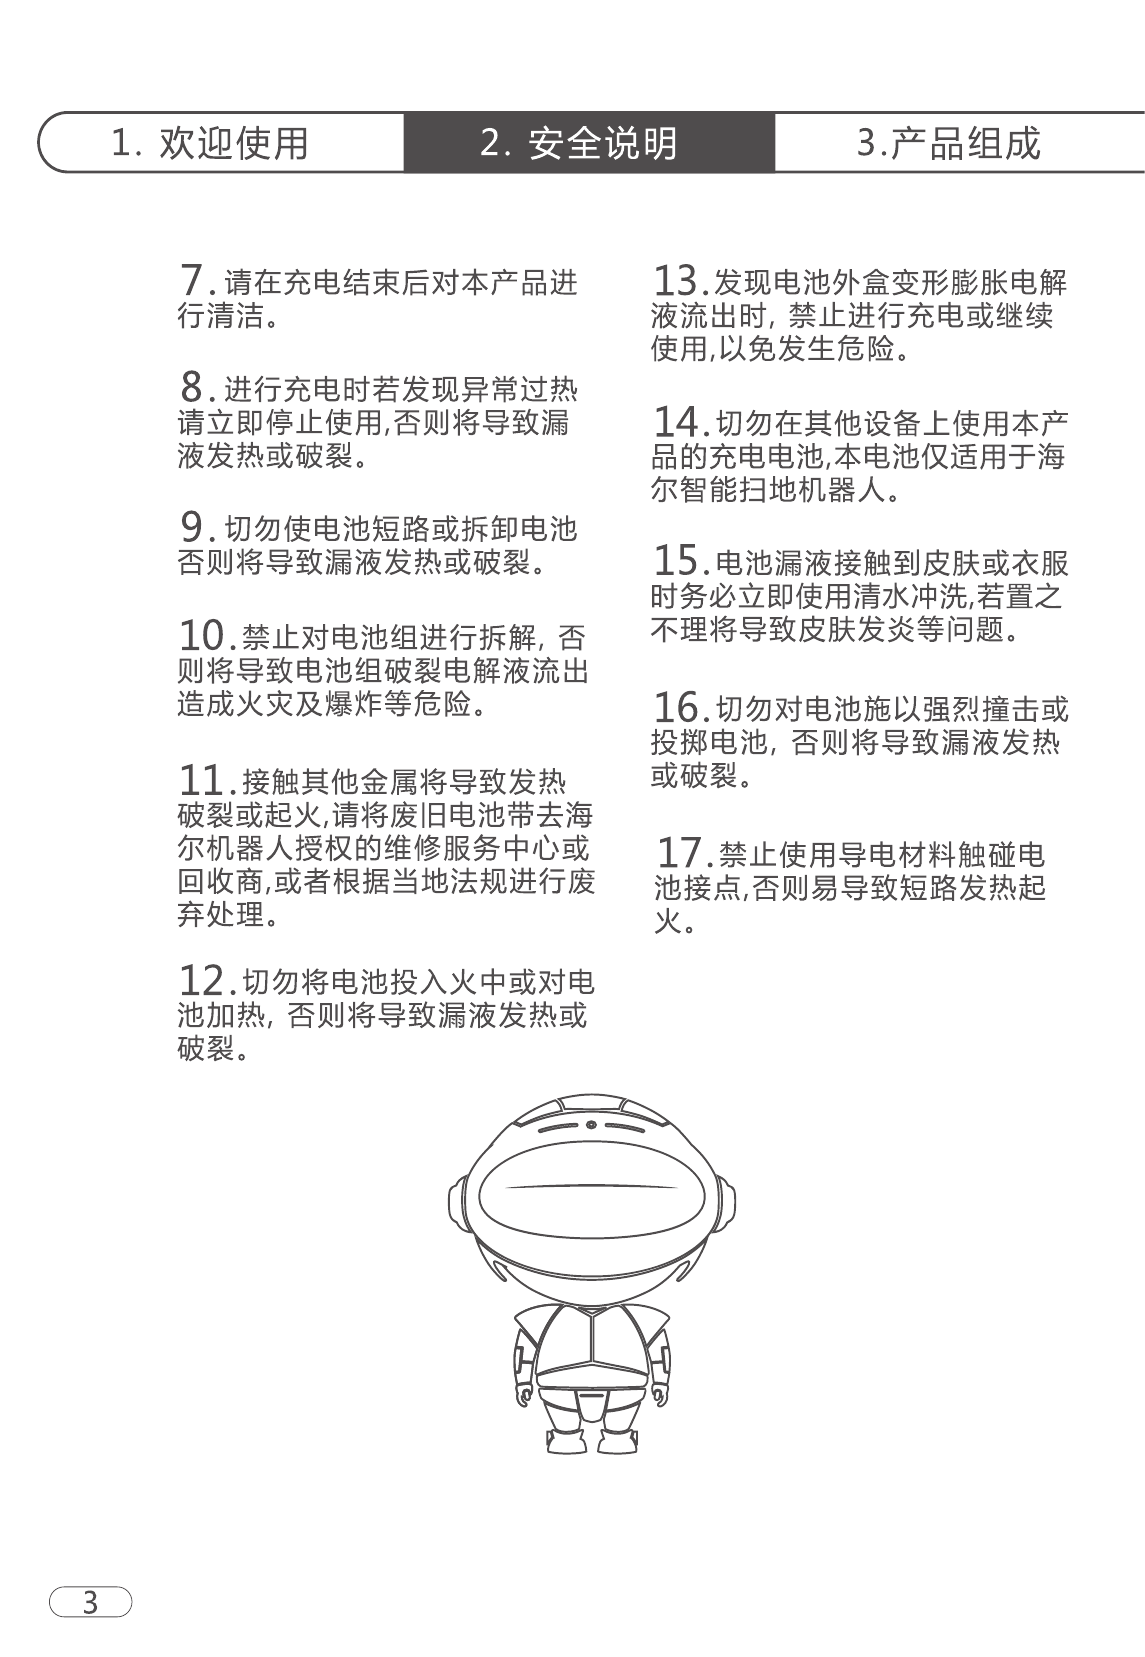 1. 欢迎使用
2. 安全说明
3.产品组成
7.请在充电结束后对本产品进
行清洁。
8.进行充电时若发现异常过热
请立即停止使用,否则将导致漏
液发热或破裂。
9.切勿使电池短路或拆卸电池
否则将导致漏液发热或破裂。
10.禁止对电池组进行拆解, 否
则将导致电池组破裂电解液流出
造成火灾及爆炸等危险。
11.接触其他金属将导致发热
破裂或起火,请将废旧电池带去海
尔机器人授权的维修服务中心或
回收商,或者根据当地法规进行废
弃处理。
12.切勿将电池投入火中或对电
池加热, 否则将导致漏液发热或
破裂。
13.发现电池外盒变形膨胀电解
液流出时, 禁止进行充电或继续
使用,以免发生危险。
14.切勿在其他设备上使用本产
品的充电电池,本电池仅适用于海
尔智能扫地机器人。
15.电池漏液接触到皮肤或衣服
时务必立即使用清水冲洗,若置之
不理将导致皮肤发炎等问题。
16.切勿对电池施以强烈撞击或
投掷电池, 否则将导致漏液发热
或破裂。
17.禁止使用导电材料触碰电
池接点,否则易导致短路发热起
火。
3